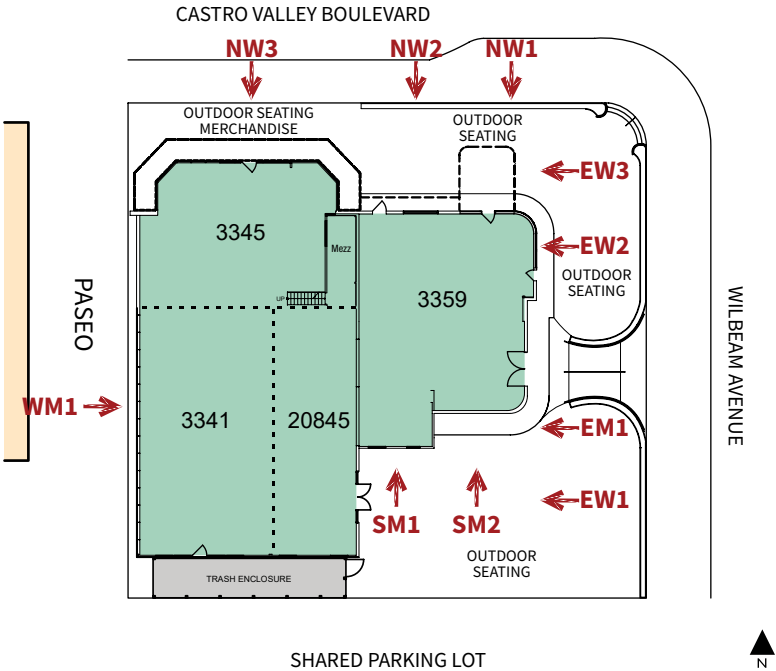 CASTRO VALLEY BOULEVARD
NW3
NW2
NW1
OUTDOOR SEATING
MERCHANDISE
OUTDOOR
SEATING
EW3
3345
Mezz
EW2
OUTDOOR
SEATING
UP
3359
PASEO
WILBEAM AVENUE
WM1
3341
20845
EM1
EW1
SM1
SM2
OUTDOOR
SEATING
TRASH ENCLOSURE
SHARED PARKING LOT
N